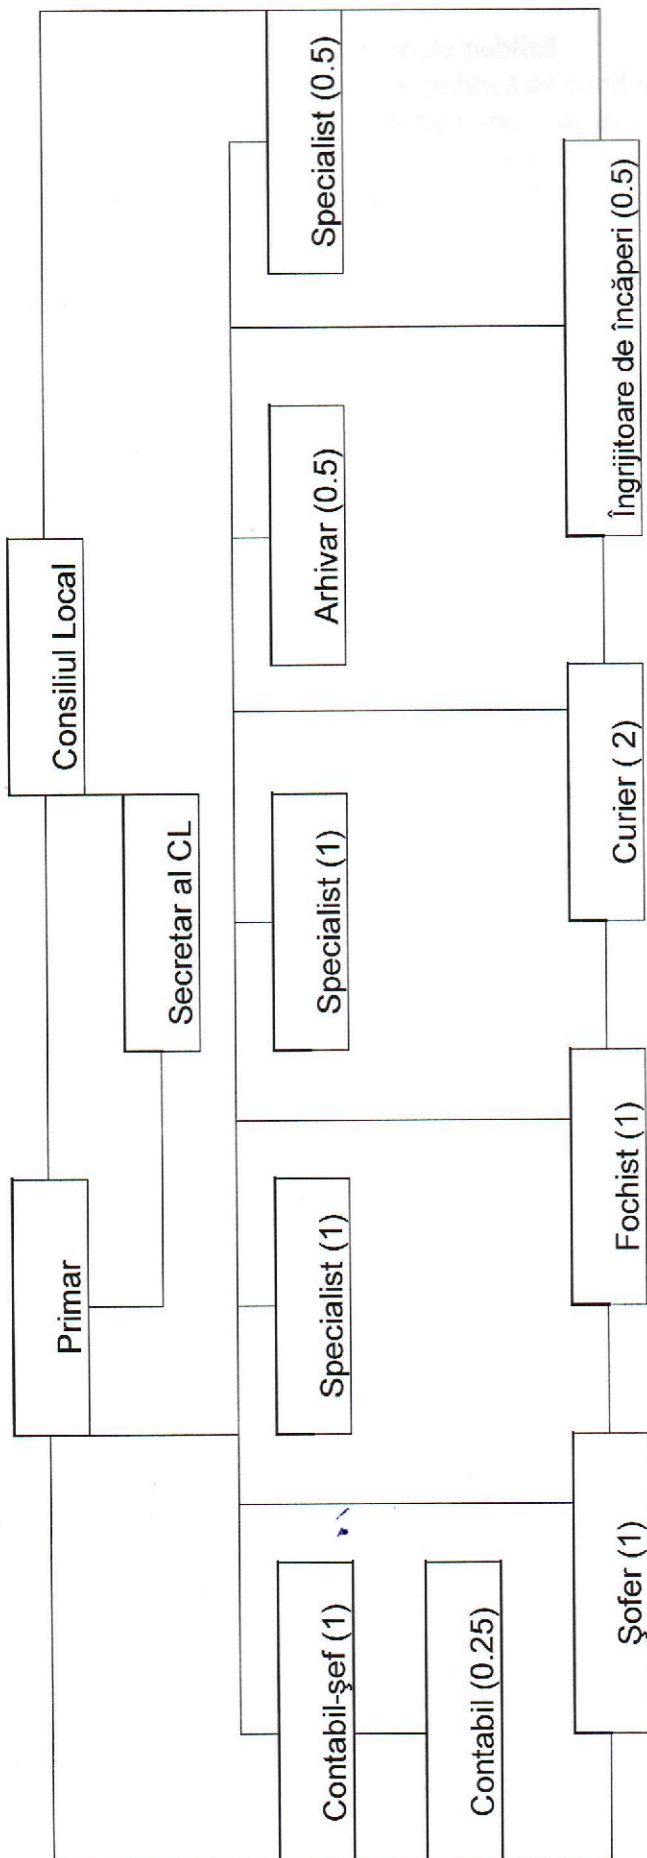 Primar
Consiliul Local
Secretar al CL
Contabil-şef (1)
Specialist (1)
Specialist (1)
Arhivar (0.5)
Specialist (0.5)
Contabil (0.25)
Şofer (1)
Fochist (1)
Curier ( 2)
Îngrijitoare de încăperi (0.5)